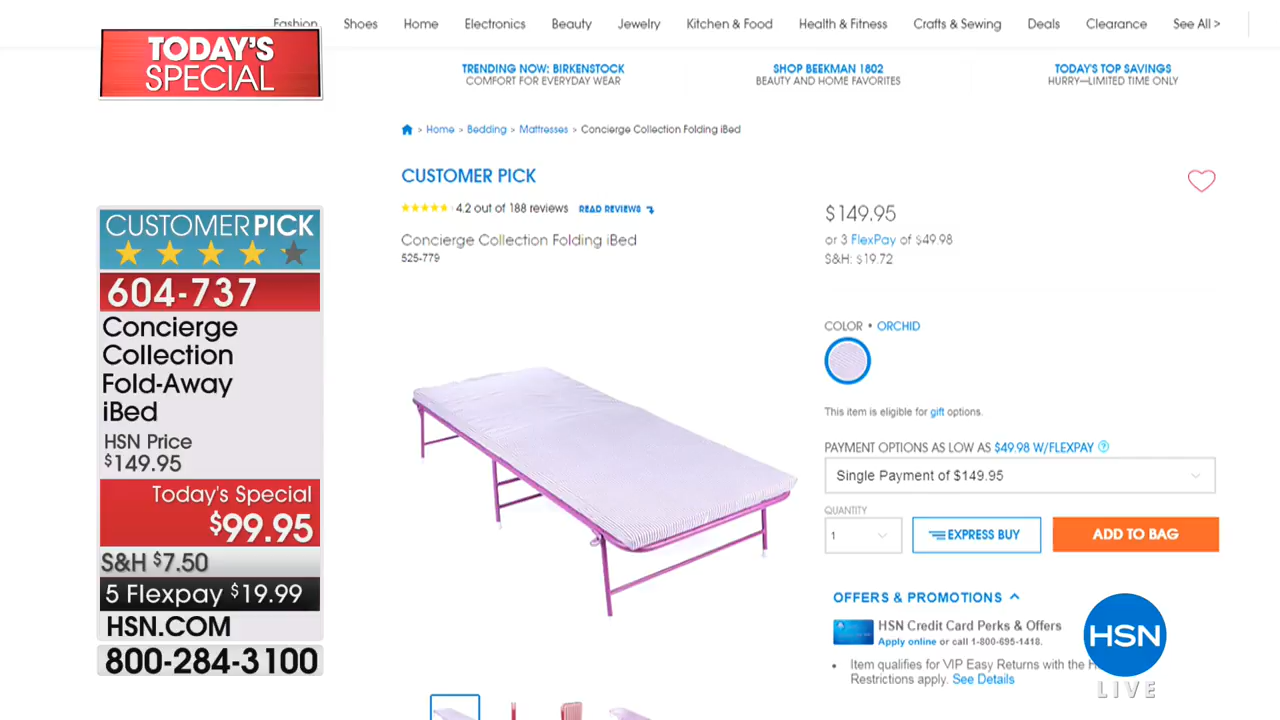 Fashion
Shoes
Home
Electronics
Beauty
Jewelry
Kitchen & Food
Health & Fitness
Crafts & Sewing
Deals
Clearance
See All >
TODAY'S
SPECIAL
TRENDING NOW: BIRKENSTOCK
COMFORT FOR EVERYDAY WEAR
SHOP BEEKMAN 1802
BEAUTY AND HOME FAVORITES
TODAY'S TOP SAVINGS
HURRY—LIMITED TIME ONLY
> Home > Bedding > Mattresses > Concierge Collection Folding iBed
CUSTOMER PICK
4.2 out of 188 reviews READ REVIEWS
Concierge Collection Folding iBed
525-779
$149.95
or 3 FlexPay of $49.98
S&H: $19.72
COLOR • ORCHID
This item is eligible for gift options.
PAYMENT OPTIONS AS LOW AS $49.98 W/FLEXPAY ?
Single Payment of $149.95
QUANTITY
1
EXPRESS BUY
ADD TO BAG
OFFERS & PROMOTIONS
HSN Credit Card Perks & Offers
Apply online or call 1-800-695-1418.
• Item qualifies for VIP Easy Returns with the
Restrictions apply. See Details
CUSTOMER PICK
604-737
Concierge
Collection
Fold-Away
iBed
HSN Price
$149.95
Today's Special
$99.95
S&H $7.50
5 Flexpay $19.99
HSN.COM
800-284-3100
HSN
LIVE